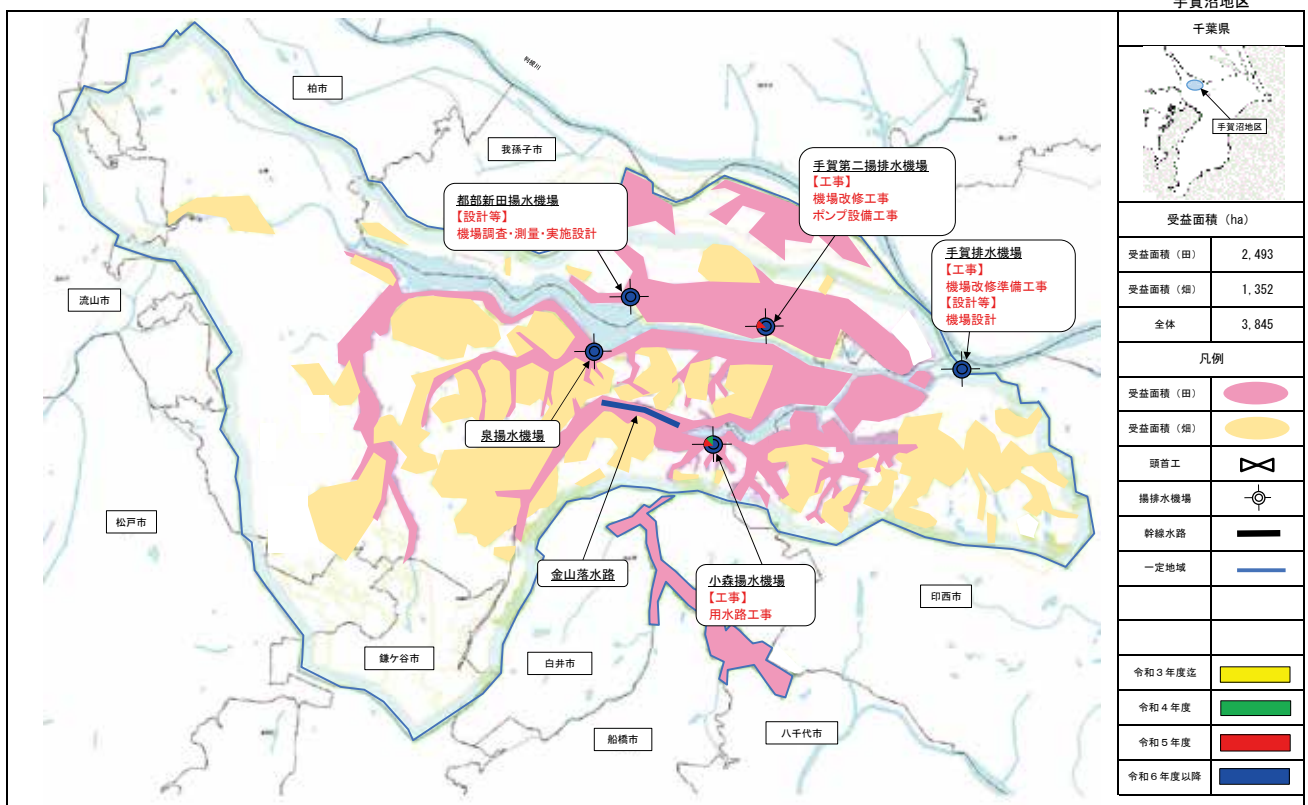 手賀沼地区
千葉県
手賀沼地区
受益面積（ha）
受益面積（田） 2,493
受益面積（畑） 1,352
全体 3,845
凡例
受益面積（田）
受益面積（畑）
頭首工
揚排水機場
幹線水路
一定地域
令和３年度迄
令和４年度
令和５年度
令和６年度以降
柏市
利根川
我孫子市
都部新田揚水機場
【設計等】
機場調査・測量・実施設計
手賀第二揚排水機場
【工事】
機場改修工事
ポンプ設備工事
手賀排水機場
【工事】
機場改修準備工事
【設計等】
機場設計
流山市
泉揚水機場
松戸市
金山落水路
小森揚水機場
【工事】
用水路工事
印西市
鎌ケ谷市
白井市
船橋市
八千代市